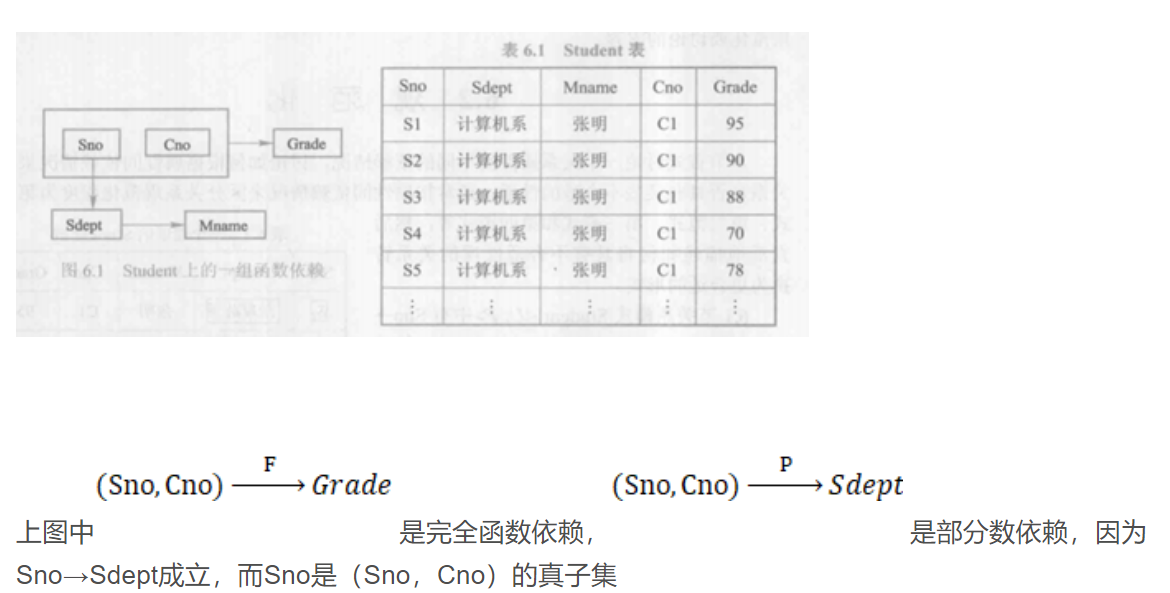 表 6.1 Student 表
Sno Sdept Mname Cno Grade
S1 计算机系 张明 C1 95
S2 计算机系 张明 C1 90
S3 计算机系 张明 C1 88
S4 计算机系 张明 C1 70
S5 计算机系 张明 C1 78
⋮ ⋮ ⋮ ⋮ ⋮
Sno Cno Grade
Sdept Mname
图 6.1 Student 上的一组函数依赖
(Sno, Cno) —F→ Grade (Sno, Cno) —P→ Sdept
上图中 是完全函数依赖， 是部分数依赖，因为
Sno→Sdept成立，而Sno是（Sno，Cno）的真子集